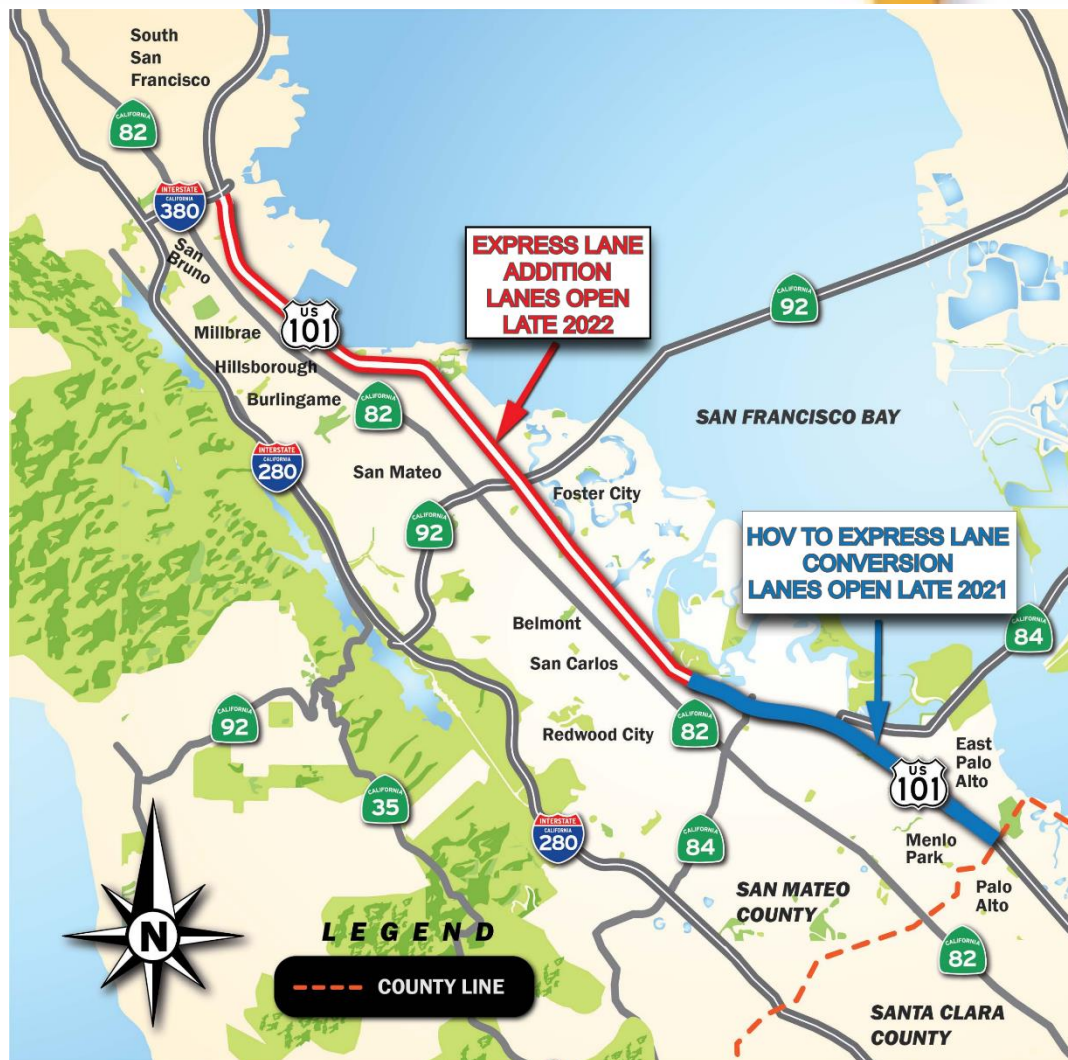 South
San
Francisco
CALIFORNIA
82
INTERSTATE
CALIFORNIA
380
San
Bruno
EXPRESS LANE
ADDITION
LANES OPEN
LATE 2022
CALIFORNIA
92
US
101
Millbrae
Hillsborough
Burlingame
CALIFORNIA
82
SAN FRANCISCO BAY
INTERSTATE
CALIFORNIA
280
San Mateo
Foster City
CALIFORNIA
92
HOV TO EXPRESS LANE
CONVERSION
LANES OPEN LATE 2021
CALIFORNIA
84
Belmont
San Carlos
CALIFORNIA
92
Redwood City
CALIFORNIA
82
East
Palo
Alto
US
101
CALIFORNIA
35
INTERSTATE
CALIFORNIA
280
CALIFORNIA
84
Menlo
Park
SAN MATEO
COUNTY
Palo
Alto
N
LEGEND
COUNTY LINE
CALIFORNIA
82
SANTA CLARA
COUNTY